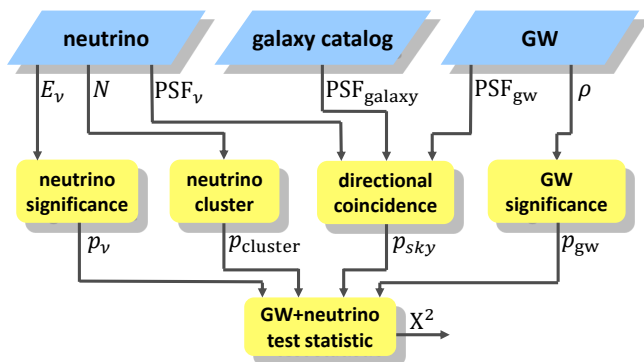 neutrino galaxy catalog GW
E_ν N PSF_ν PSF_galaxy PSF_gw ρ
neutrino significance
neutrino cluster
directional coincidence
GW significance
p_ν p_cluster p_sky p_gw
GW+neutrino
test statistic
X²